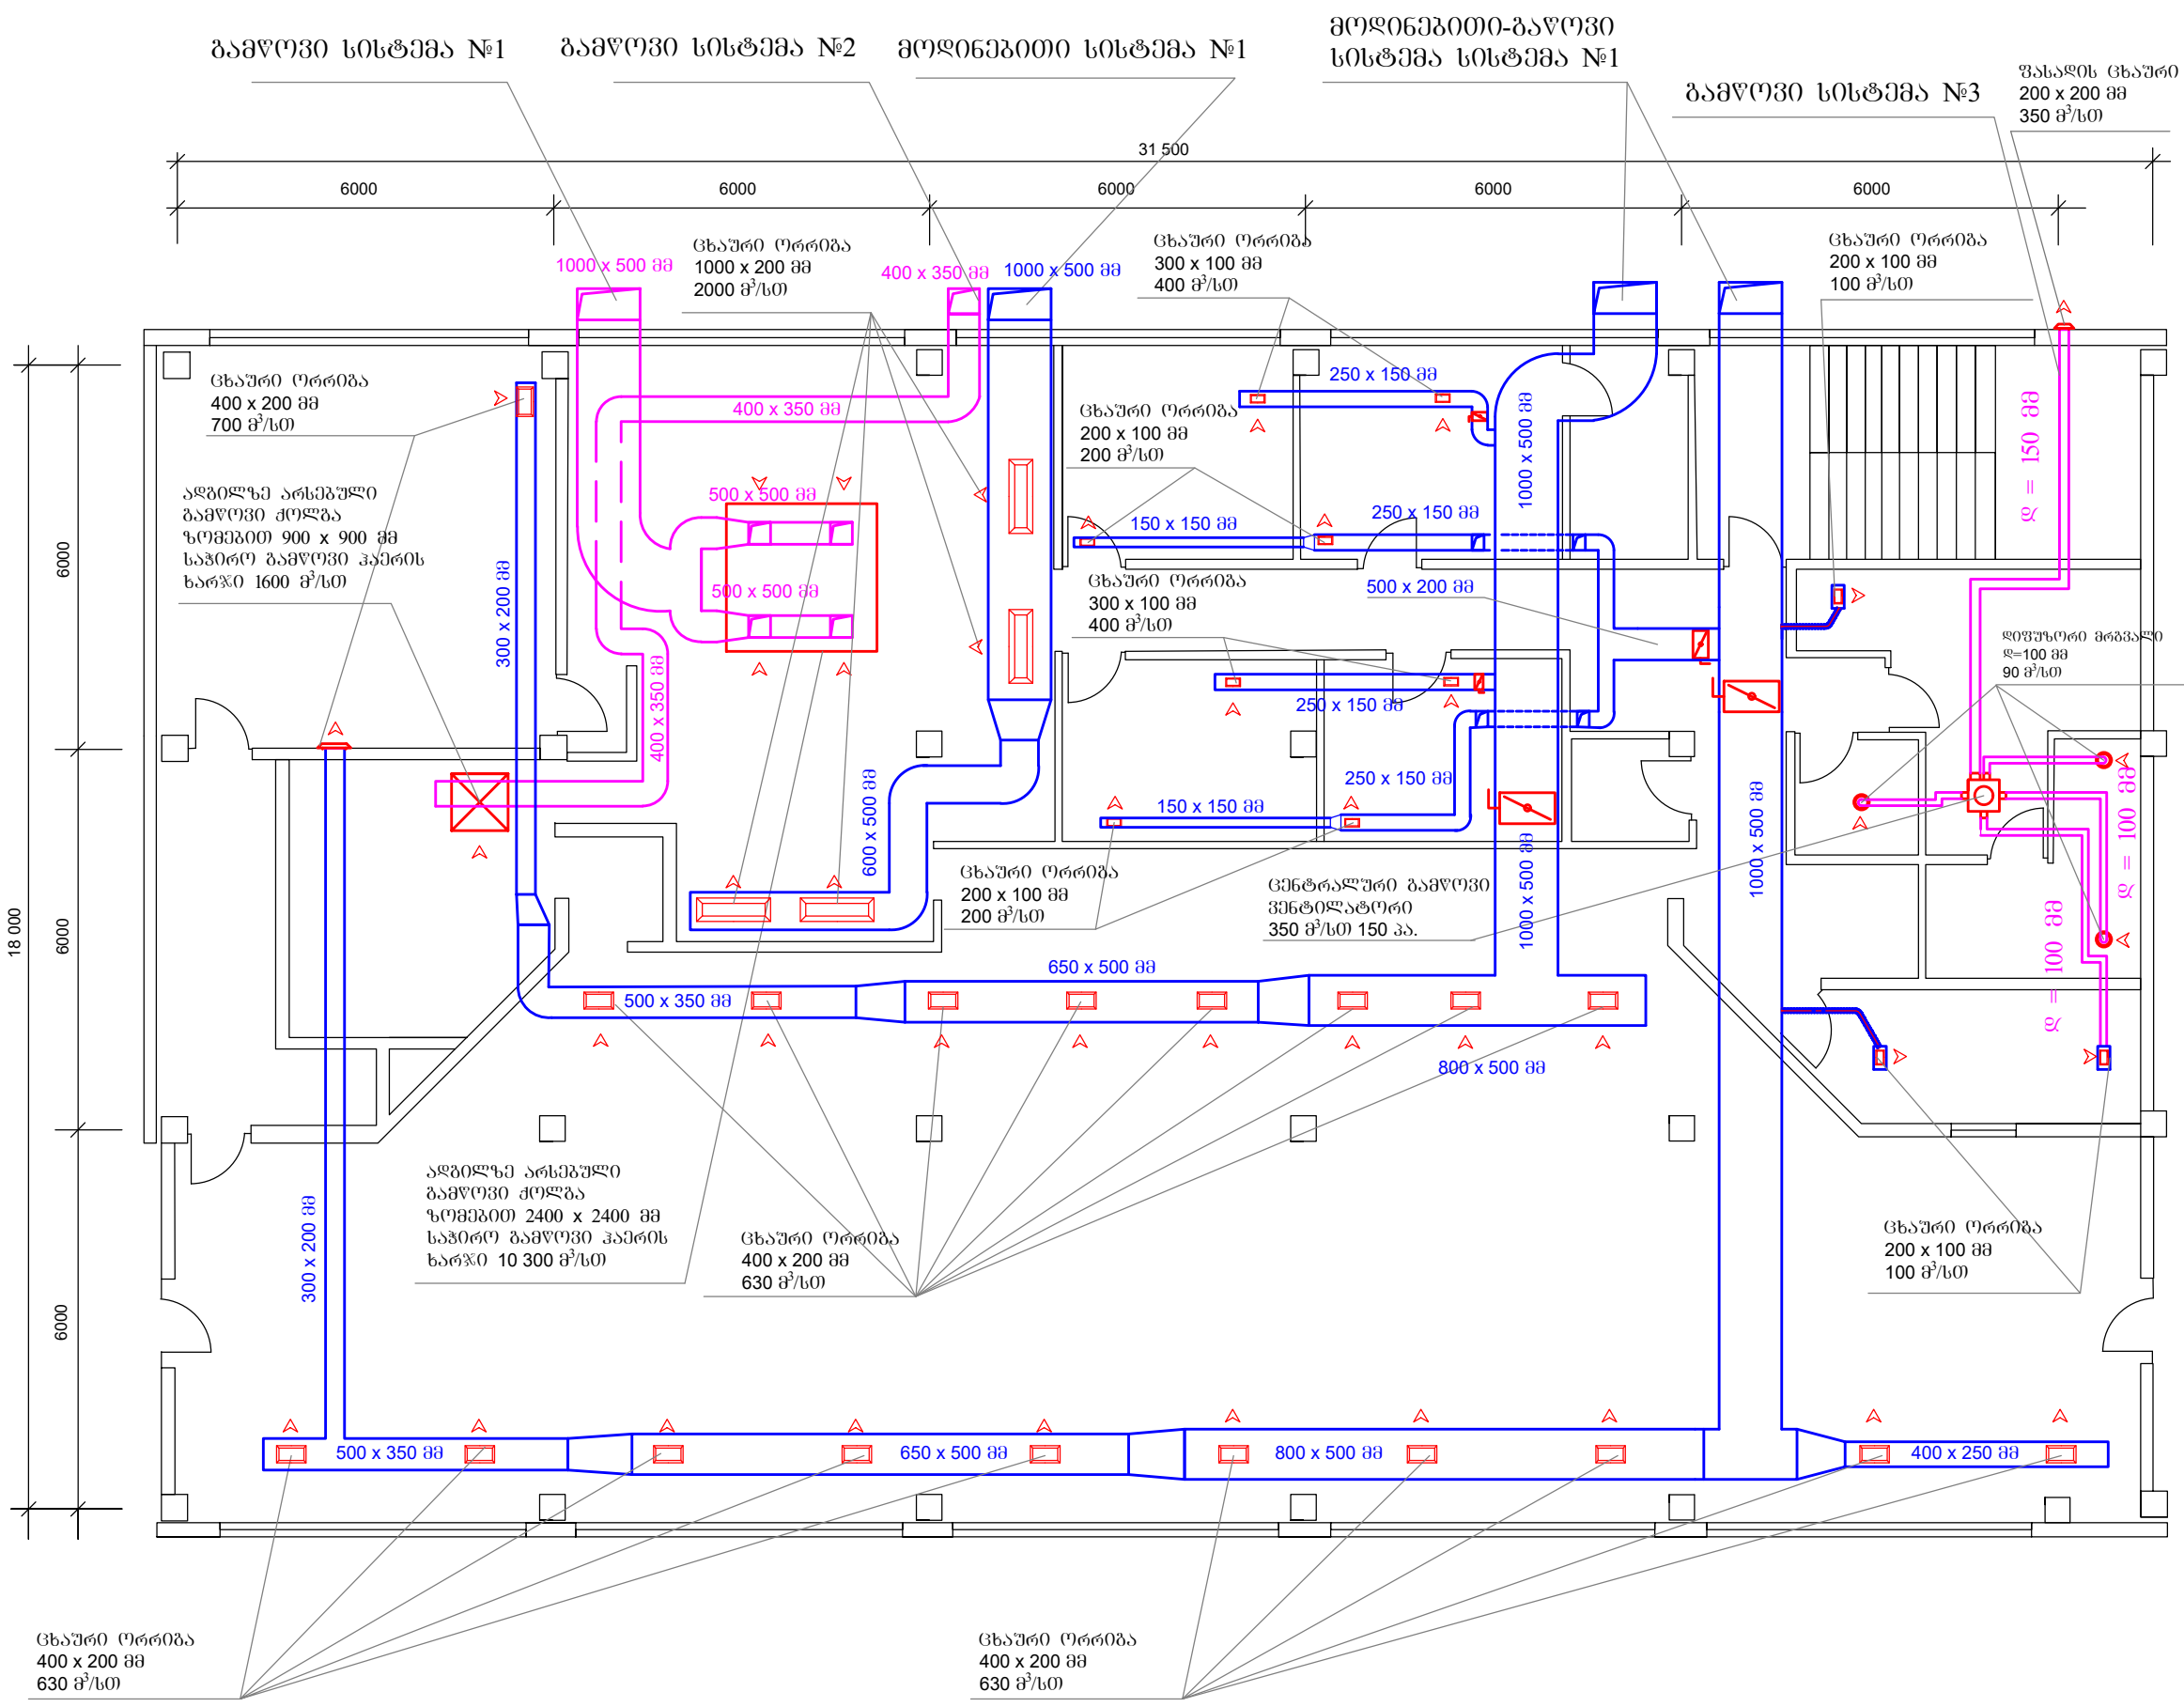 გამწოვი სისტემა №1
გამწოვი სისტემა №2
მოდინებითი სისტემა №1
მოდინებითი-გაწოვი
სისტემა სისტემა №1
გამწოვი სისტემა №3
ფასადის ცხაური
200 x 200 მმ
350 მ³/სთ
31 500
6000
6000
6000
6000
6000
1000 x 500 მმ
ცხაური ორრიგა
1000 x 200 მმ
2000 მ³/სთ
400 x 350 მმ
1000 x 500 მმ
ცხაური ორრიგა
300 x 100 მმ
400 მ³/სთ
ცხაური ორრიგა
200 x 100 მმ
100 მ³/სთ
ცხაური ორრიგა
400 x 200 მმ
700 მ³/სთ
400 x 350 მმ
250 x 150 მმ
ცხაური ორრიგა
200 x 100 მმ
200 მ³/სთ
1000 x 500 მმ
დ = 150 მმ
ადგილზე არსებული
გამწოვი ქოლგა
ზომებით 900 x 900 მმ
საჭირო გამწოვი ჰაერის
ხარჯი 1600 მ³/სთ
500 x 500 მმ
150 x 150 მმ
250 x 150 მმ
6000
300 x 200 მმ
500 x 500 მმ
ცხაური ორრიგა
300 x 100 მმ
400 მ³/სთ
500 x 200 მმ
დიფუზორი მრგვალი
დ=100 მმ
90 მ³/სთ
400 x 350 მმ
250 x 150 მმ
600 x 500 მმ
150 x 150 მმ
250 x 150 მმ
1000 x 500 მმ
1000 x 500 მმ
დ = 100 მმ
დ = 100 მმ
ცხაური ორრიგა
200 x 100 მმ
200 მ³/სთ
ცენტრალური გამწოვი
ვენტილატორი
350 მ³/სთ 150 პა.
18 000
6000
500 x 350 მმ
650 x 500 მმ
800 x 500 მმ
ადგილზე არსებული
გამწოვი ქოლგა
ზომებით 2400 x 2400 მმ
საჭირო გამწოვი ჰაერის
ხარჯი 10 300 მ³/სთ
ცხაური ორრიგა
400 x 200 მმ
630 მ³/სთ
ცხაური ორრიგა
200 x 100 მმ
100 მ³/სთ
300 x 200 მმ
6000
500 x 350 მმ
650 x 500 მმ
800 x 500 მმ
400 x 250 მმ
ცხაური ორრიგა
400 x 200 მმ
630 მ³/სთ
ცხაური ორრიგა
400 x 200 მმ
630 მ³/სთ